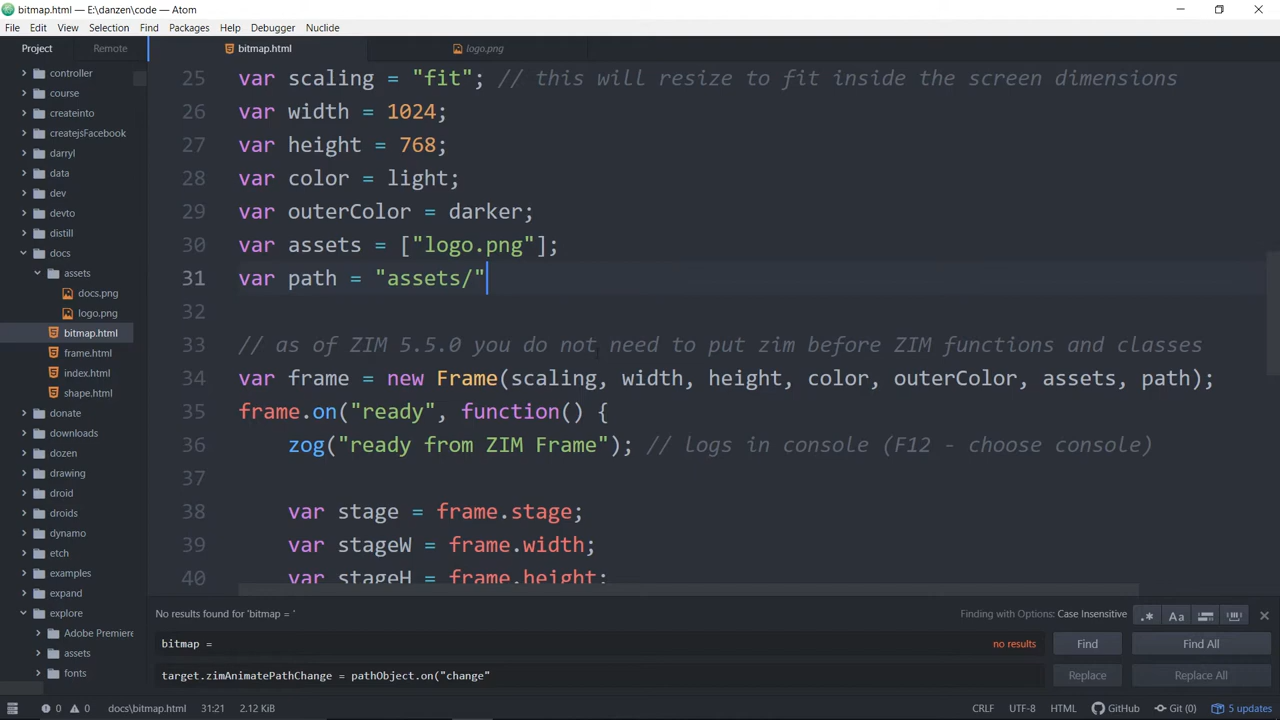 bitmap.html — E:\danzen\code — Atom
File Edit View Selection Find Packages Help Debugger Nuclide
Project Remote
bitmap.html
logo.png
controller
course
createinto
createjsFacebook
darryl
data
dev
devto
distill
docs
assets
docs.png
logo.png
bitmap.html
frame.html
index.html
shape.html
donate
downloads
dozen
drawing
droid
droids
dynamo
etch
examples
expand
explore
Adobe Premiere
assets
fonts
25 var scaling = "fit"; // this will resize to fit inside the screen dimensions
26 var width = 1024;
27 var height = 768;
28 var color = light;
29 var outerColor = darker;
30 var assets = ["logo.png"];
31 var path = "assets/"
32
33 // as of ZIM 5.5.0 you do not need to put zim before ZIM functions and classes
34 var frame = new Frame(scaling, width, height, color, outerColor, assets, path);
35 frame.on("ready", function() {
36 zog("ready from ZIM Frame"); // logs in console (F12 - choose console)
37
38 var stage = frame.stage;
39 var stageW = frame.width;
40 var stageH = frame.height;
No results found for 'bitmap = '
Finding with Options: Case Insensitive
.* Aa
bitmap =
no results
Find
Find All
target.zimAnimatePathChange = pathObject.on("change"
Replace
Replace All
0 0 docs\bitmap.html 31:21 2.12 KiB
CRLF UTF-8 HTML GitHub Git (0) 5 updates